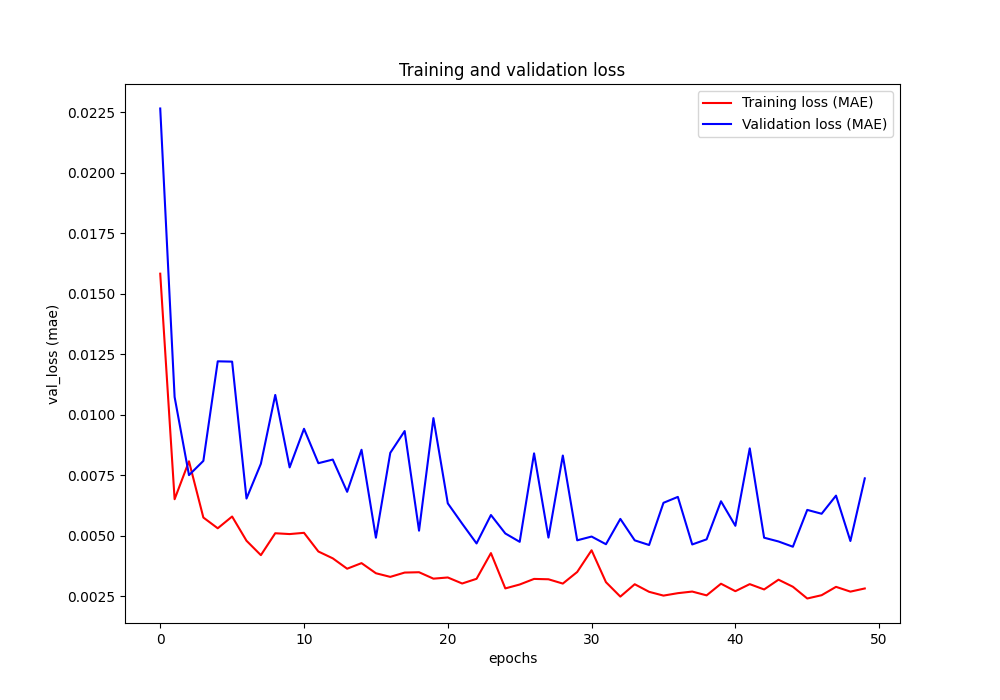 Training and validation loss
Training loss (MAE)
Validation loss (MAE)
val_loss (mae)
0.0225
0.0200
0.0175
0.0150
0.0125
0.0100
0.0075
0.0050
0.0025
0 10 20 30 40 50
epochs